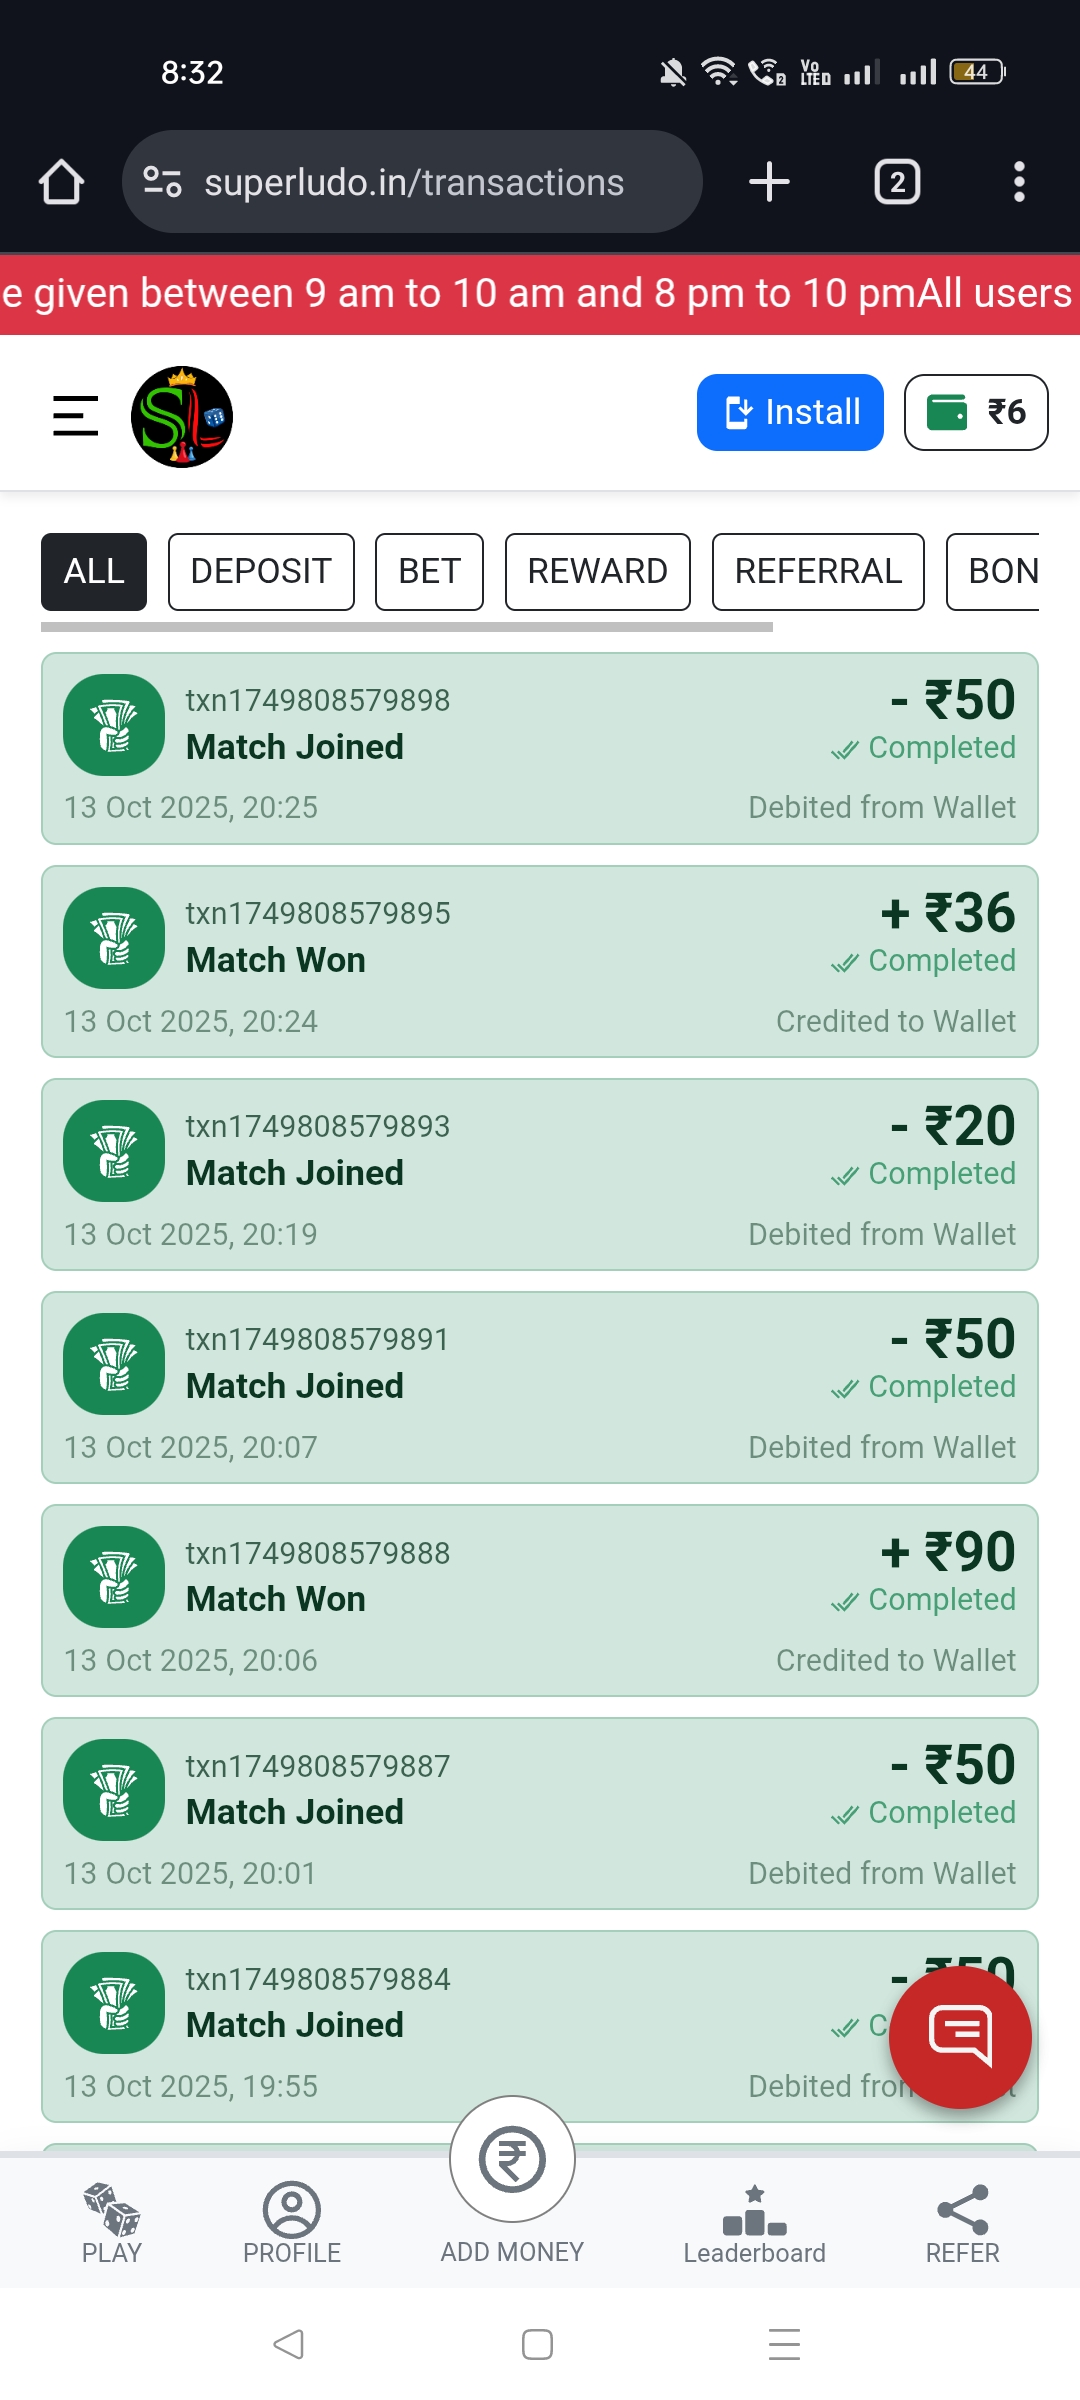 8:32
2
Vo
LTED
44
superludo.in/transactions
2
e given between 9 am to 10 am and 8 pm to 10 pmAll users
SL
Install
₹6
ALL
DEPOSIT
BET
REWARD
REFERRAL
BON
txn1749808579898
- ₹50
Match Joined
Completed
13 Oct 2025, 20:25
Debited from Wallet
txn1749808579895
+ ₹36
Match Won
Completed
13 Oct 2025, 20:24
Credited to Wallet
txn1749808579893
- ₹20
Match Joined
Completed
13 Oct 2025, 20:19
Debited from Wallet
txn1749808579891
- ₹50
Match Joined
Completed
13 Oct 2025, 20:07
Debited from Wallet
txn1749808579888
+ ₹90
Match Won
Completed
13 Oct 2025, 20:06
Credited to Wallet
txn1749808579887
- ₹50
Match Joined
Completed
13 Oct 2025, 20:01
Debited from Wallet
txn1749808579884
- ₹50
Match Joined
13 Oct 2025, 19:55
Debited
₹
PLAY
PROFILE
ADD MONEY
Leaderboard
REFER